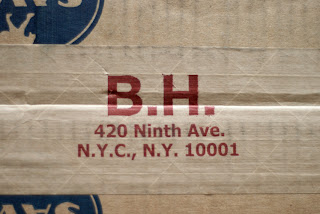 B.H.
420 Ninth Ave.
N.Y.C., N.Y. 10001